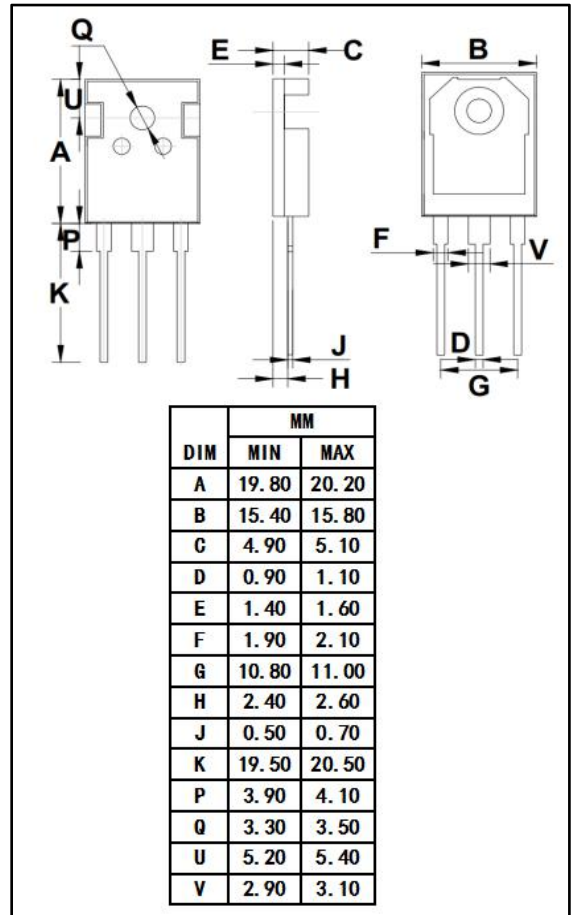 Q
E C B
U
A
P
K
F V
J
H
D
G
MM
DIM MIN MAX
A 19.80 20.20
B 15.40 15.80
C 4.90 5.10
D 0.90 1.10
E 1.40 1.60
F 1.90 2.10
G 10.80 11.00
H 2.40 2.60
J 0.50 0.70
K 19.50 20.50
P 3.90 4.10
Q 3.30 3.50
U 5.20 5.40
V 2.90 3.10